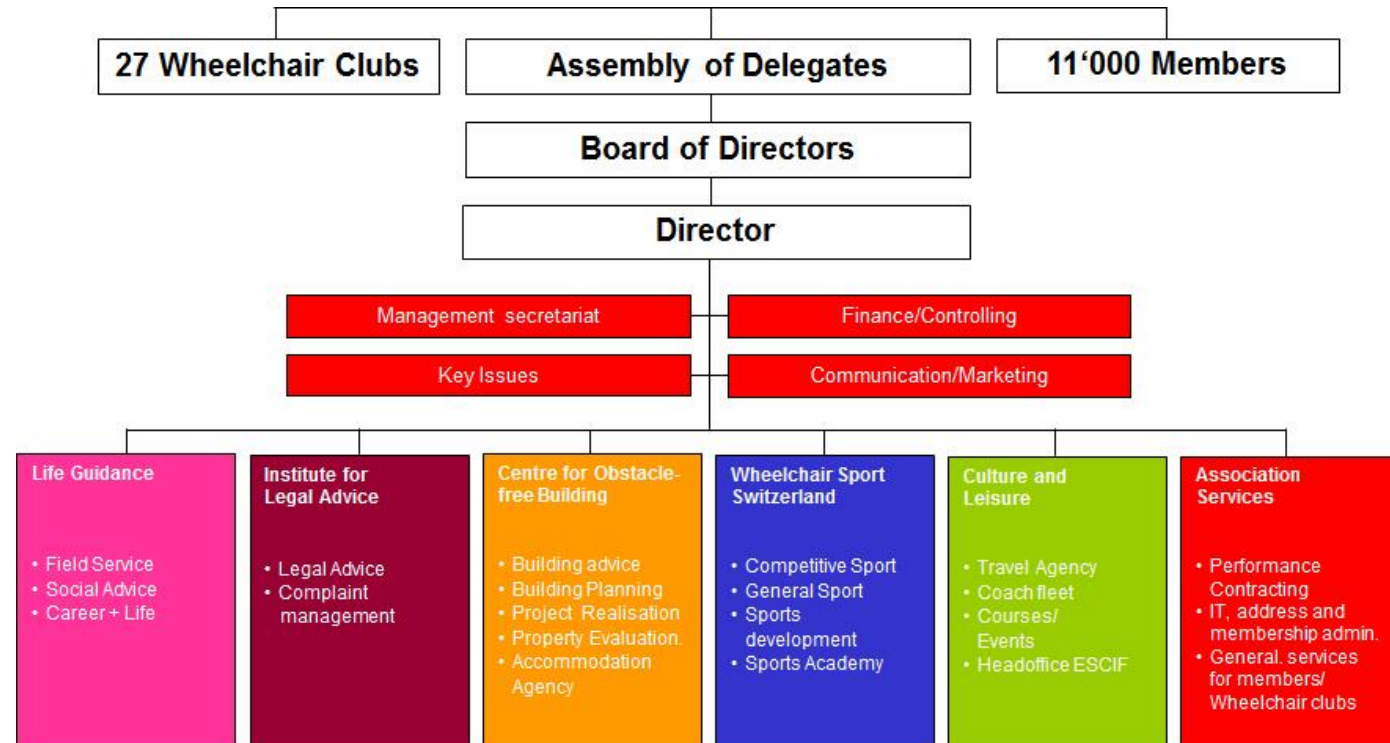 27 Wheelchair Clubs
Assembly of Delegates
11‘000 Members
Board of Directors
Director
Management secretariat
Finance/Controlling
Key Issues
Communication/Marketing
Life Guidance
• Field Service
• Social Advice
• Career + Life
Institute for
Legal Advice
• Legal Advice
• Complaint
management
Centre for Obstacle-
free Building
• Building advice
• Building Planning
• Project Realisation
• Property Evaluation.
• Accommodation
Agency
Wheelchair Sport
Switzerland
• Competitive Sport
• General Sport
• Sports
development
• Sports Academy
Culture and
Leisure
• Travel Agency
• Coach fleet
• Courses/
Events
• Headoffice ESCIF
Association
Services
• Performance
Contracting
• IT, address and
membership admin.
• General. services
for members/
Wheelchair clubs